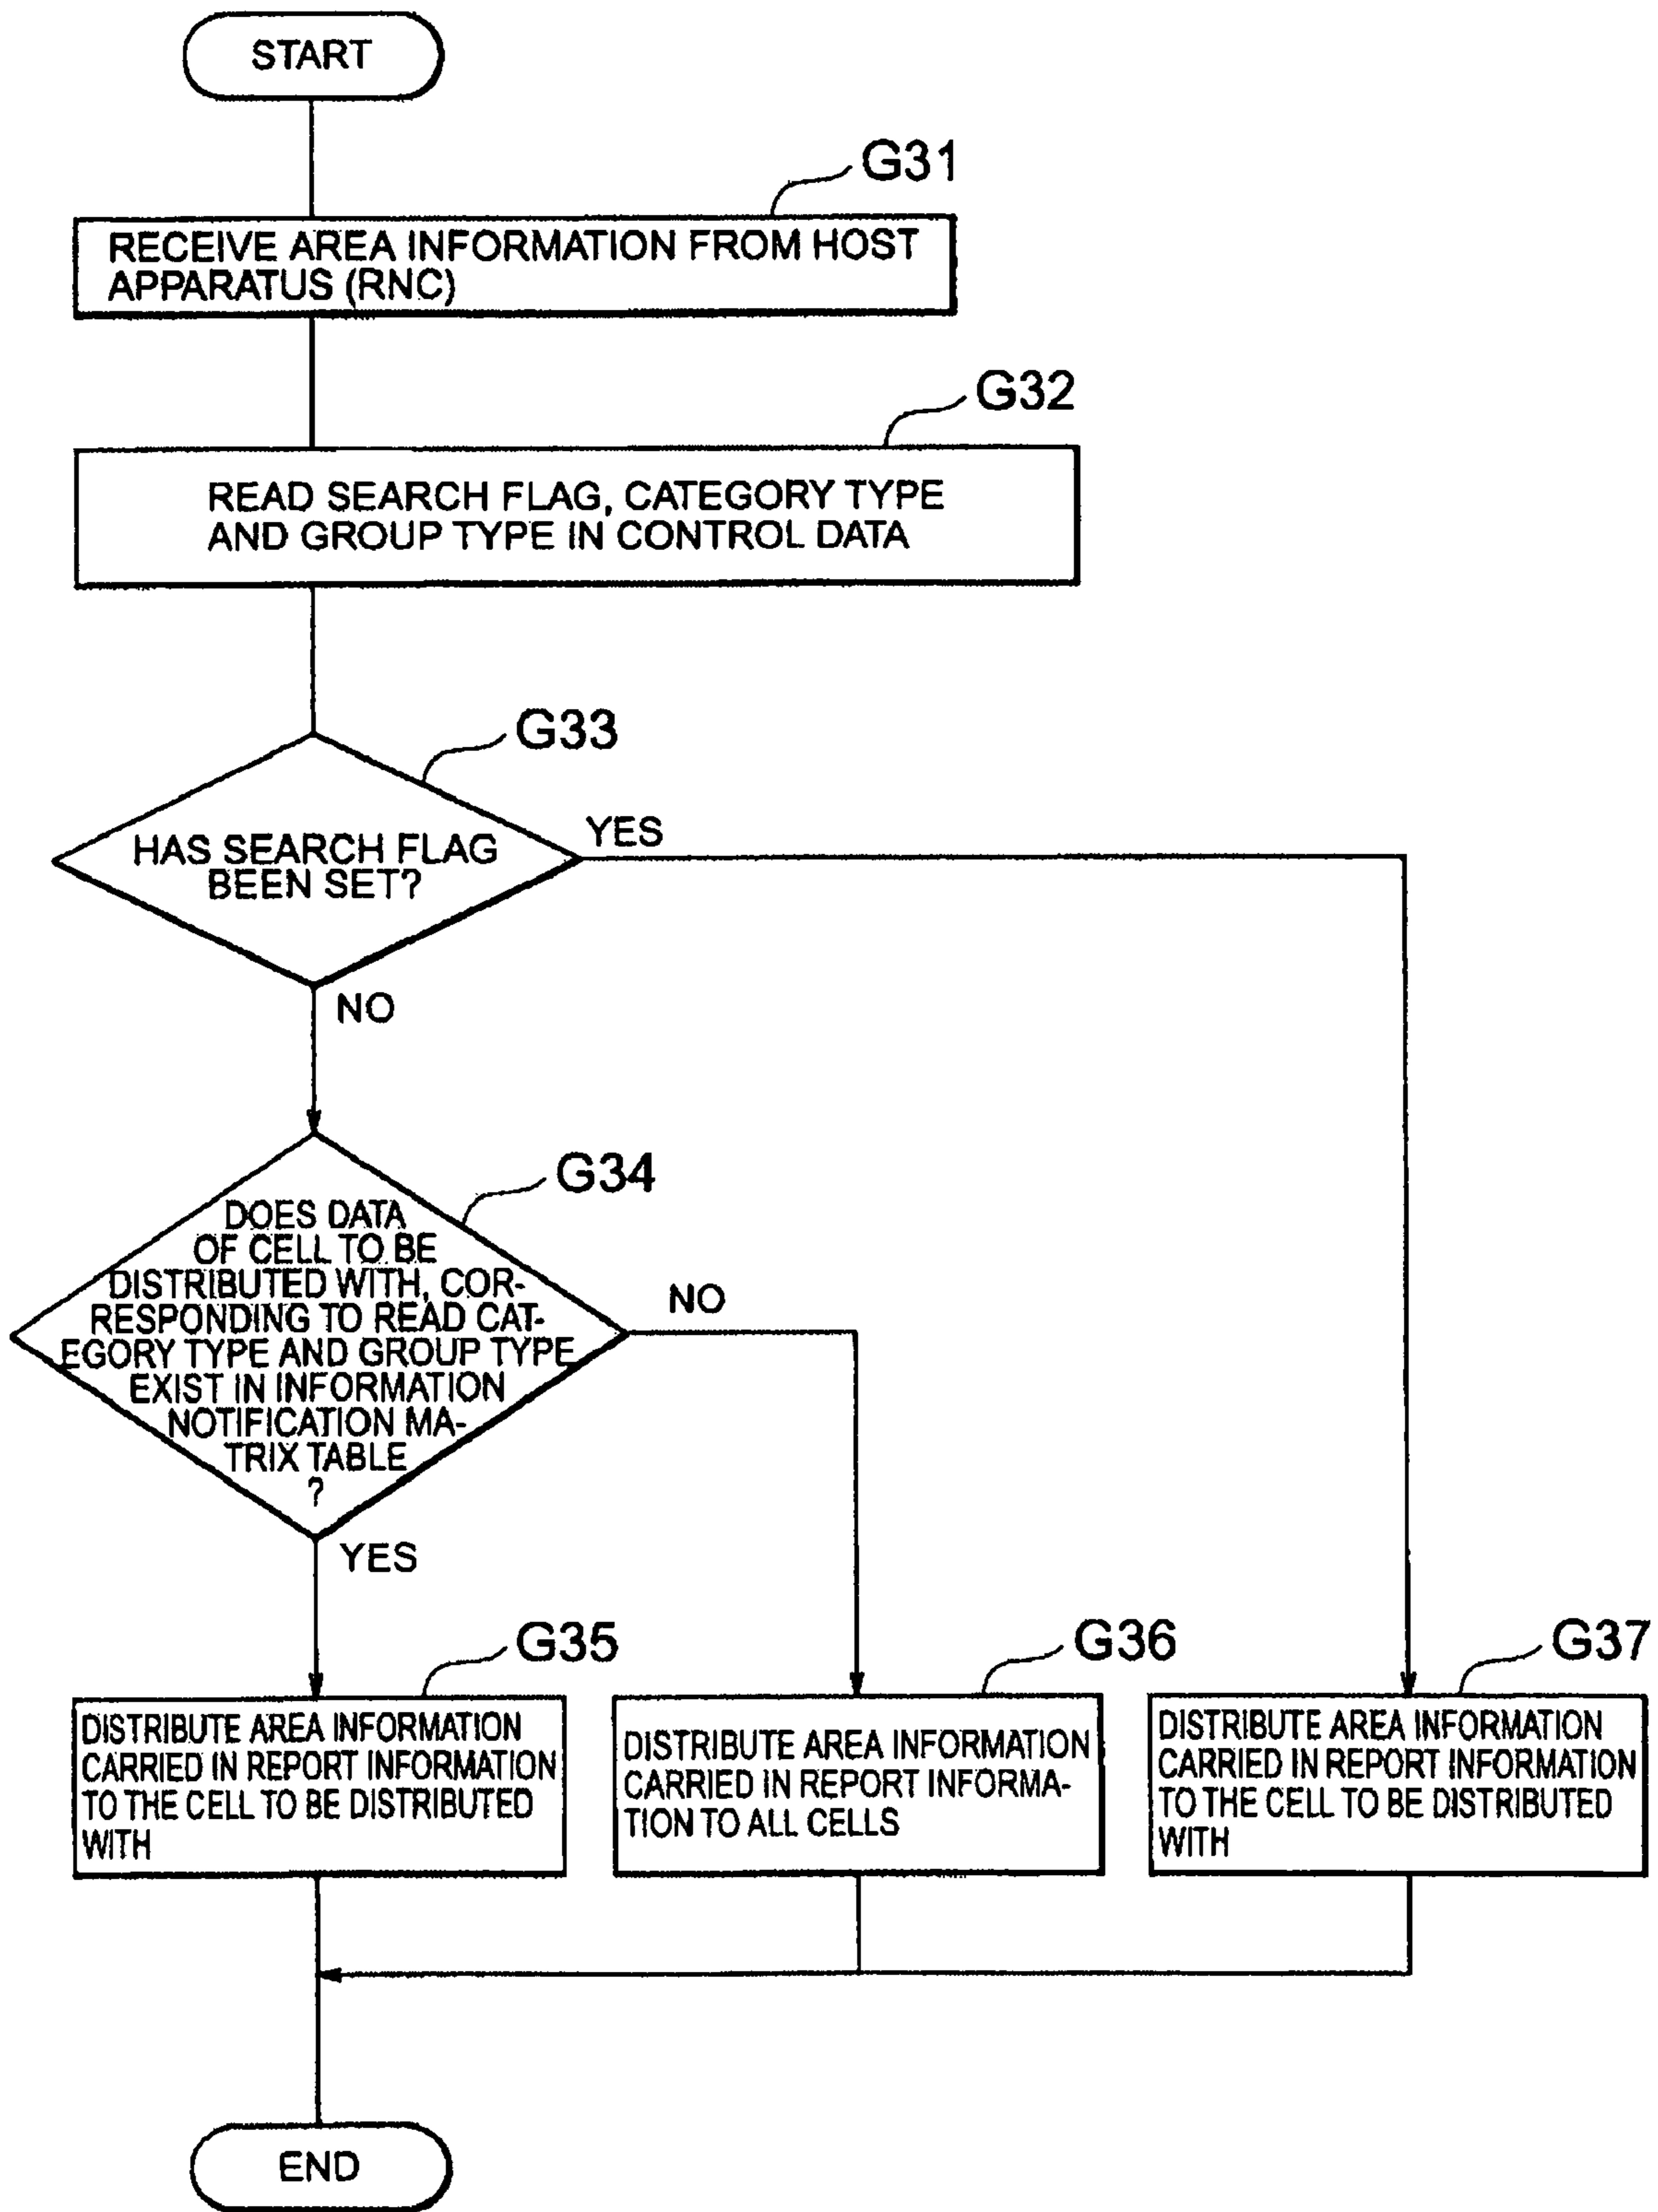 START
G31
RECEIVE AREA INFORMATION FROM HOST
APPARATUS (RNC)
G32
READ SEARCH FLAG, CATEGORY TYPE
AND GROUP TYPE IN CONTROL DATA
G33
HAS SEARCH FLAG
BEEN SET?
YES
NO
G34
DOES DATA
OF CELL TO BE
DISTRIBUTED WITH, COR-
RESPONDING TO READ CAT-
EGORY TYPE AND GROUP TYPE
EXIST IN INFORMATION
NOTIFICATION MA-
TRIX TABLE
?
NO
YES
G35
DISTRIBUTE AREA INFORMATION
CARRIED IN REPORT INFORMATION
TO THE CELL TO BE DISTRIBUTED
WITH
G36
DISTRIBUTE AREA INFORMATION
CARRIED IN REPORT INFORMA-
TION TO ALL CELLS
G37
DISTRIBUTE AREA INFORMATION
CARRIED IN REPORT INFORMATION
TO THE CELL TO BE DISTRIBUTED
WITH
END